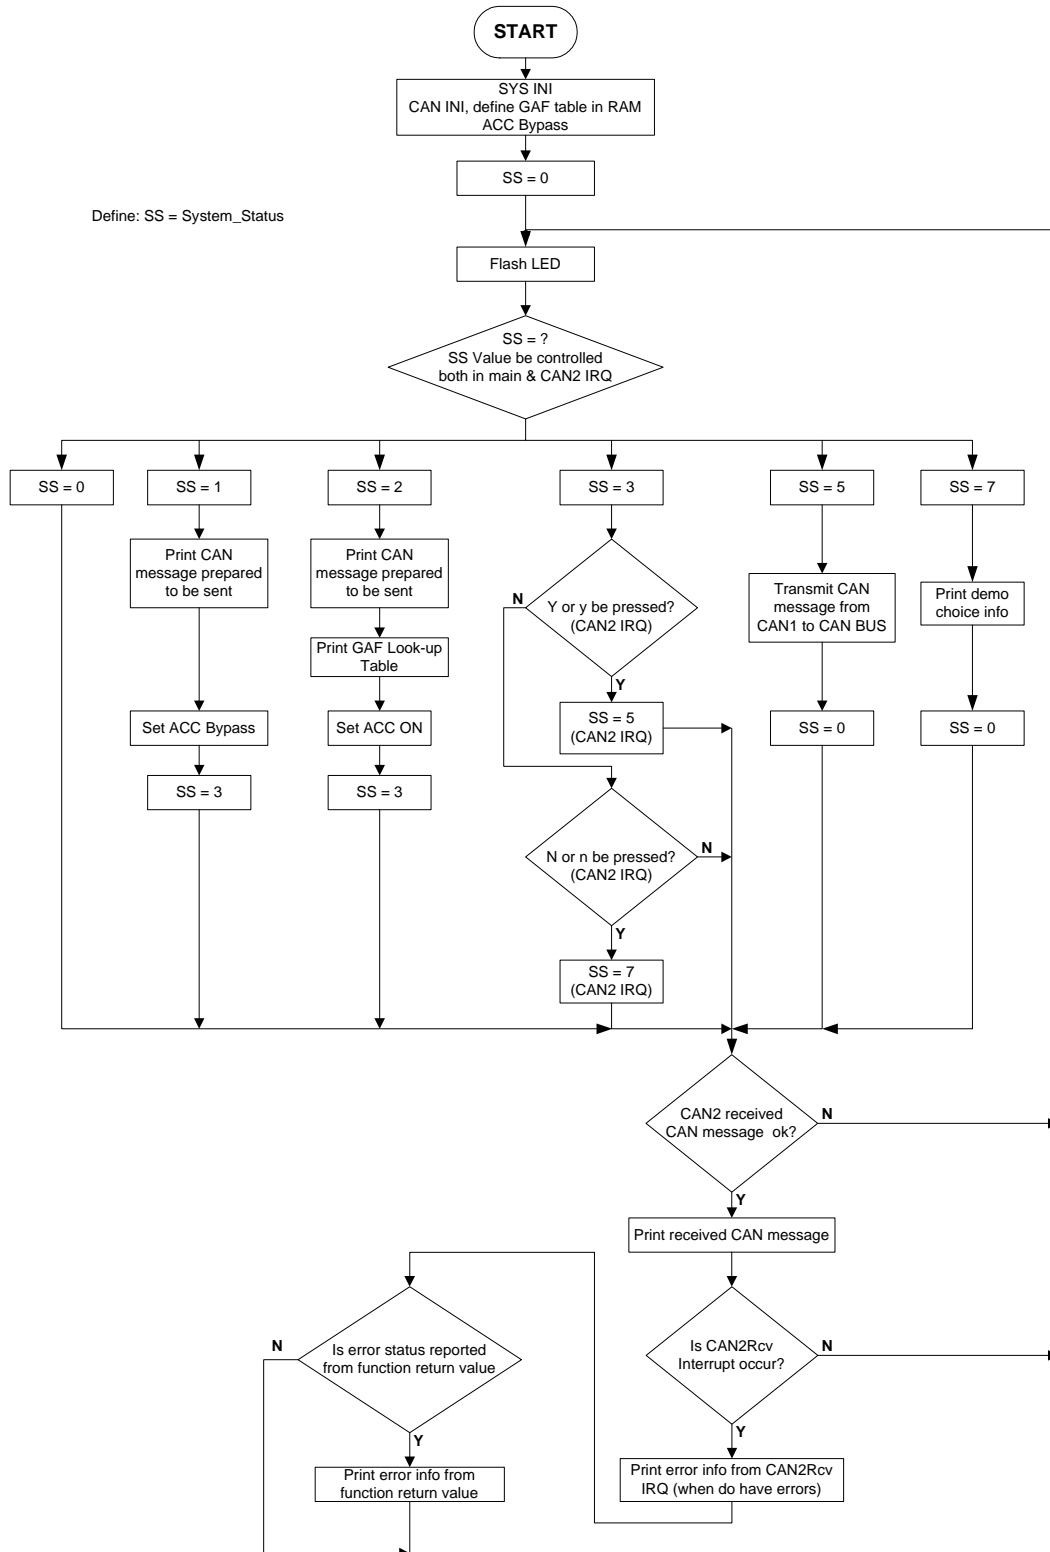 START
SYS INI
CAN INI, define GAF table in RAM
ACC Bypass
SS = 0
Define: SS = System_Status
Flash LED
SS = ?
SS Value be controlled
both in main & CAN2 IRQ
SS = 0
SS = 1
SS = 2
SS = 3
SS = 5
SS = 7
Print CAN
message prepared
to be sent
Print CAN
message prepared
to be sent
N
Y or y be pressed?
(CAN2 IRQ)
Transmit CAN
message from
CAN1 to CAN BUS
Print demo
choice info
Print GAF Look-up
Table
Y
Set ACC Bypass
Set ACC ON
SS = 5
(CAN2 IRQ)
SS = 0
SS = 0
SS = 3
SS = 3
N or n be pressed?
(CAN2 IRQ)
N
Y
SS = 7
(CAN2 IRQ)
CAN2 received
CAN message ok?
N
Y
Print received CAN message
Is CAN2Rcv
Interrupt occur?
N
N
Is error status reported
from function return value
Y
Y
Print error info from
function return value
Print error info from CAN2Rcv
IRQ (when do have errors)